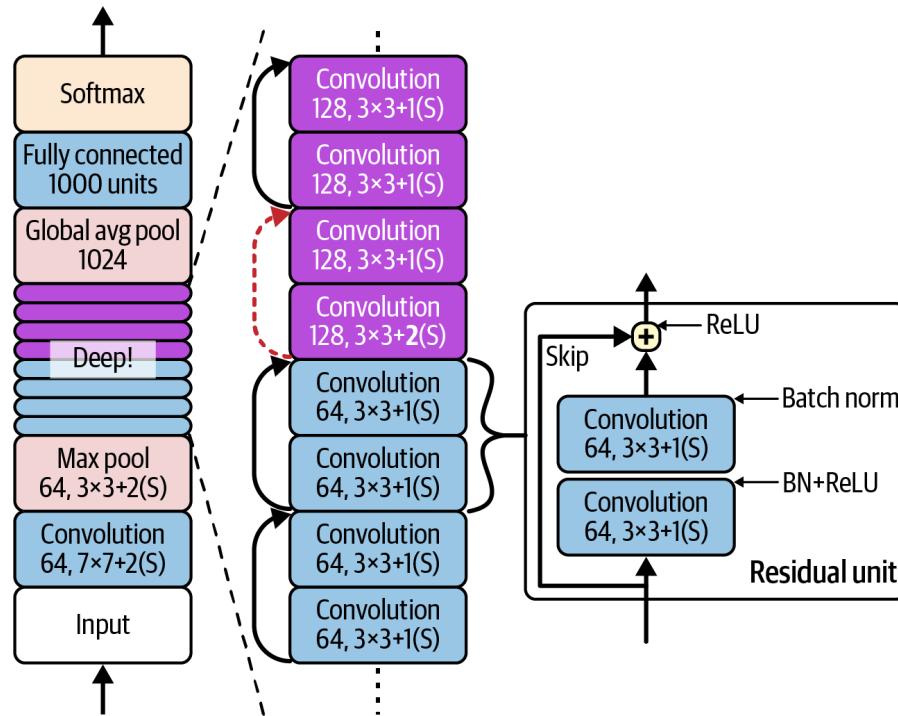 Softmax
Fully connected
1000 units
Global avg pool
1024
Deep!
Max pool
64, 3×3+2(S)
Convolution
64, 7×7+2(S)
Input
Convolution
128, 3×3+1(S)
Convolution
128, 3×3+1(S)
Convolution
128, 3×3+1(S)
Convolution
128, 3×3+2(S)
Convolution
64, 3×3+1(S)
Convolution
64, 3×3+1(S)
Convolution
64, 3×3+1(S)
Convolution
64, 3×3+1(S)
+
ReLU
Skip
Batch norm
Convolution
64, 3×3+1(S)
BN+ReLU
Convolution
64, 3×3+1(S)
Residual unit